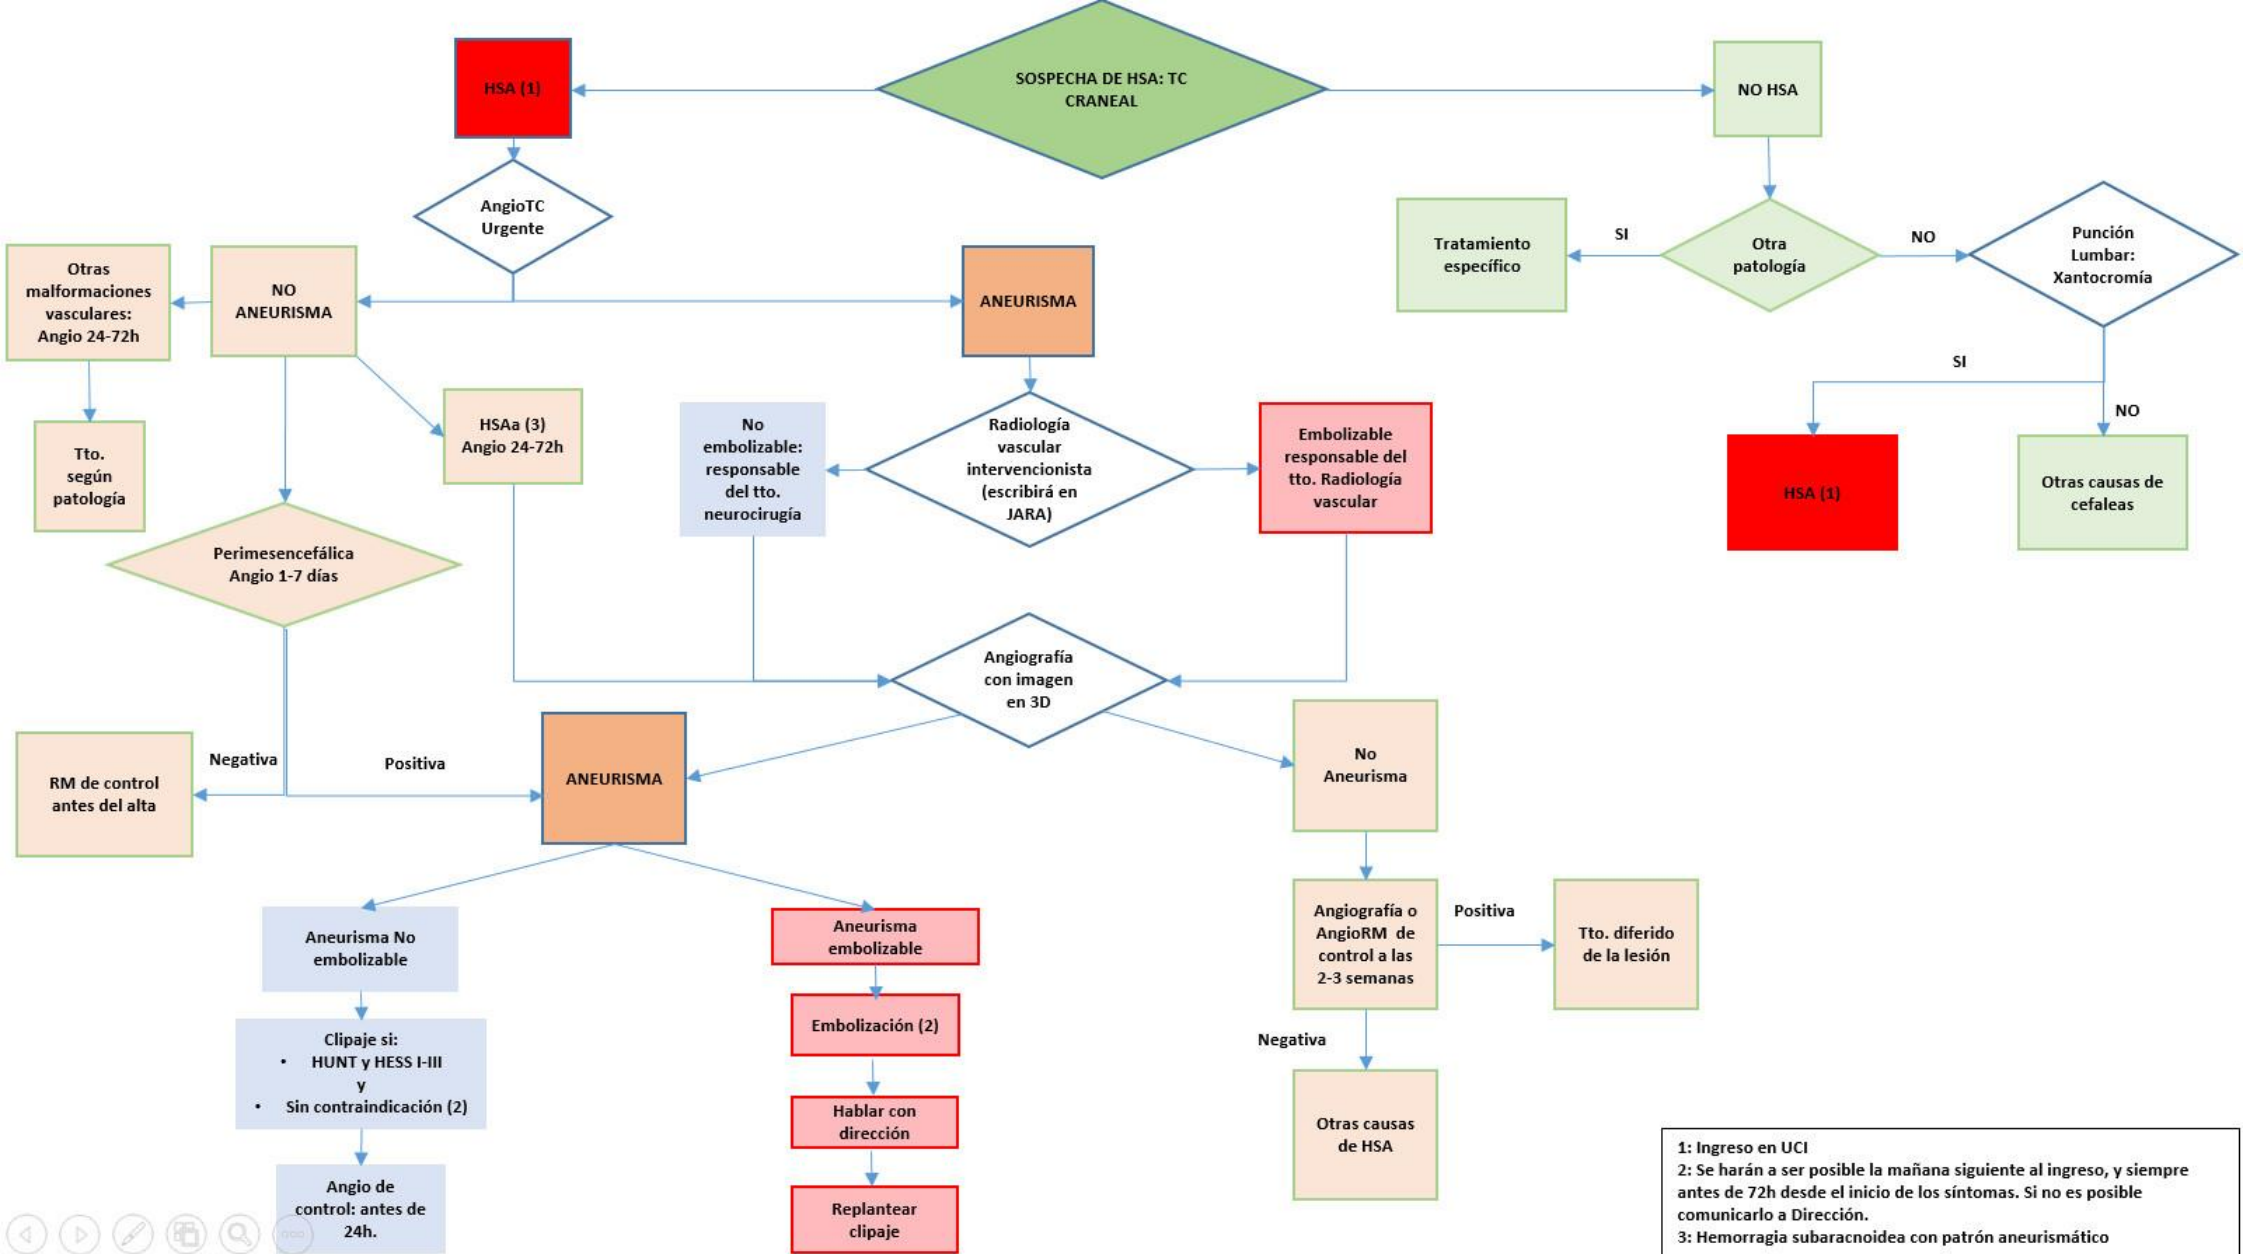 SOSPECHA DE HSA: TC
CRANEAL
HSA (1)
NO HSA
AngioTC
Urgente
Otra
patología
SI
NO
Tratamiento
específico
Punción
Lumbar:
Xantocromía
SI
NO
HSA (1)
Otras causas de
cefaleas
Otras
malformaciones
vasculares:
Angio 24-72h
NO
ANEURISMA
ANEURISMA
Tto.
según
patología
HSAa (3)
Angio 24-72h
No
embolizable:
responsable
del tto.
neurocirugía
Radiología
vascular
intervencionista
(escribirá en
JARA)
Embolizable
responsable del
tto. Radiología
vascular
Perimesencefálica
Angio 1-7 días
Angiografía
con imagen
en 3D
RM de control
antes del alta
Negativa
Positiva
ANEURISMA
No
Aneurisma
Aneurisma No
embolizable
Aneurisma
embolizable
Angiografía o
AngioRM de
control a las
2-3 semanas
Positiva
Tto. diferido
de la lesión
Clipaje si:
• HUNT y HESS I-III
y
• Sin contraindicación (2)
Embolización (2)
Negativa
Hablar con
dirección
Otras causas
de HSA
Angio de
control: antes de
24h.
Replantear
clipaje
1: Ingreso en UCI
2: Se harán a ser posible la mañana siguiente al ingreso, y siempre
antes de 72h desde el inicio de los síntomas. Si no es posible
comunicarlo a Dirección.
3: Hemorragia subaracnoidea con patrón aneurismático